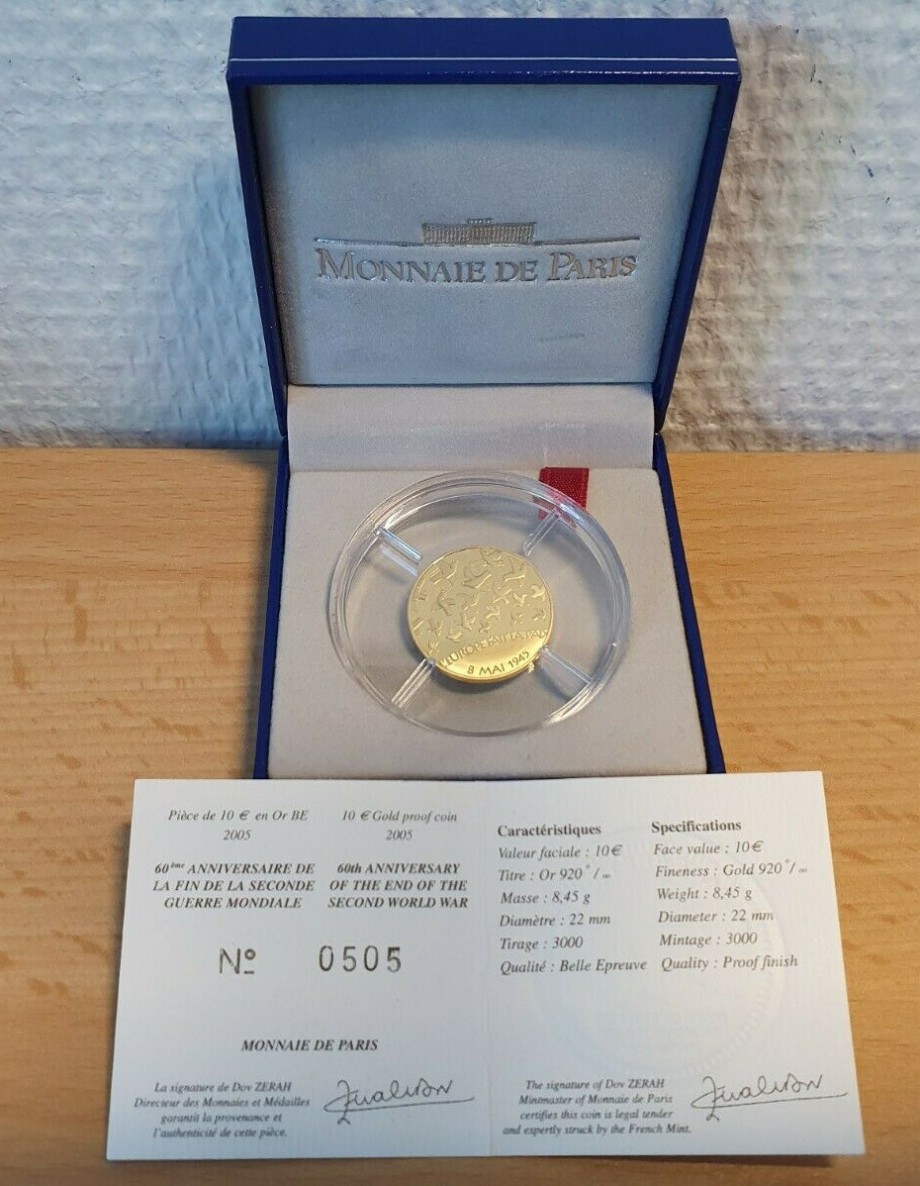 MONNAIE DE PARIS
L'EUROPE FAIT LA PAIX
8 MAI 1945
Pièce de 10 € en Or BE
2005
60ème ANNIVERSAIRE DE
LA FIN DE LA SECONDE
GUERRE MONDIALE
10 € Gold proof coin
2005
60th ANNIVERSARY
OF THE END OF THE
SECOND WORLD WAR
Nº 0505
MONNAIE DE PARIS
La signature de Dov ZERAH
Directeur des Monnaies et Médailles
garantit la provenance et
l'authenticité de cette pièce.
Caractéristiques
Valeur faciale : 10€
Titre : Or 920°/∞
Masse : 8,45 g
Diamètre : 22 mm
Tirage : 3000
Qualité : Belle Epreuve
Specifications
Face value : 10€
Fineness : Gold 920°/∞
Weight : 8,45 g
Diameter : 22 mm
Mintage : 3000
Quality : Proof finish
The signature of Dov ZERAH
Mintmaster of Monnaie de Paris
certifies this coin is legal tender
and expertly struck by the French Mint.